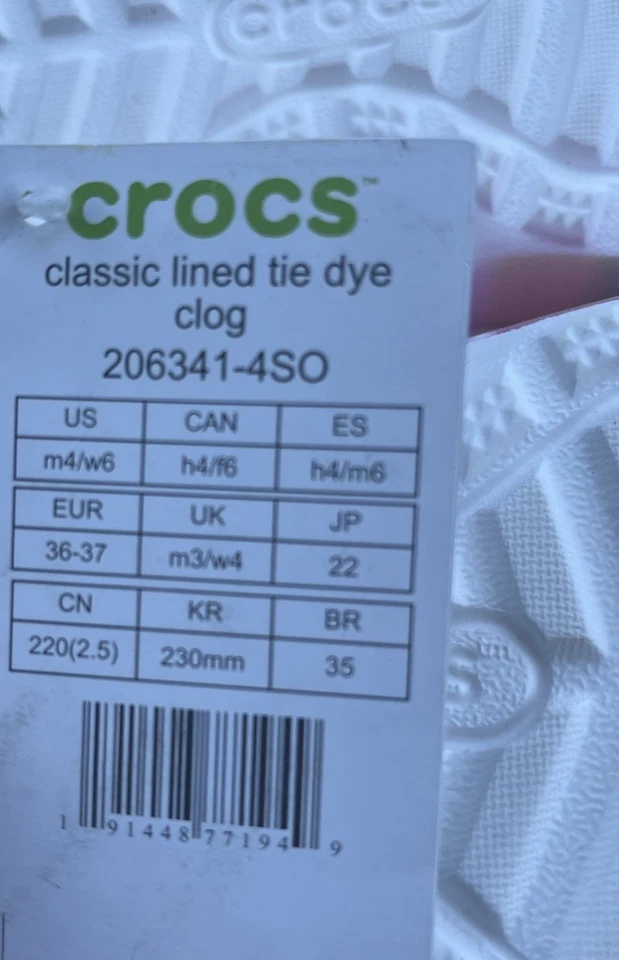 crocs
crocs™
classic lined tie dye
clog
206341-4SO
US CAN ES
m4/w6 h4/f6 h4/m6
EUR UK JP
36-37 m3/w4 22
CN KR BR
220(2.5) 230mm 35
1 91448 77194 9